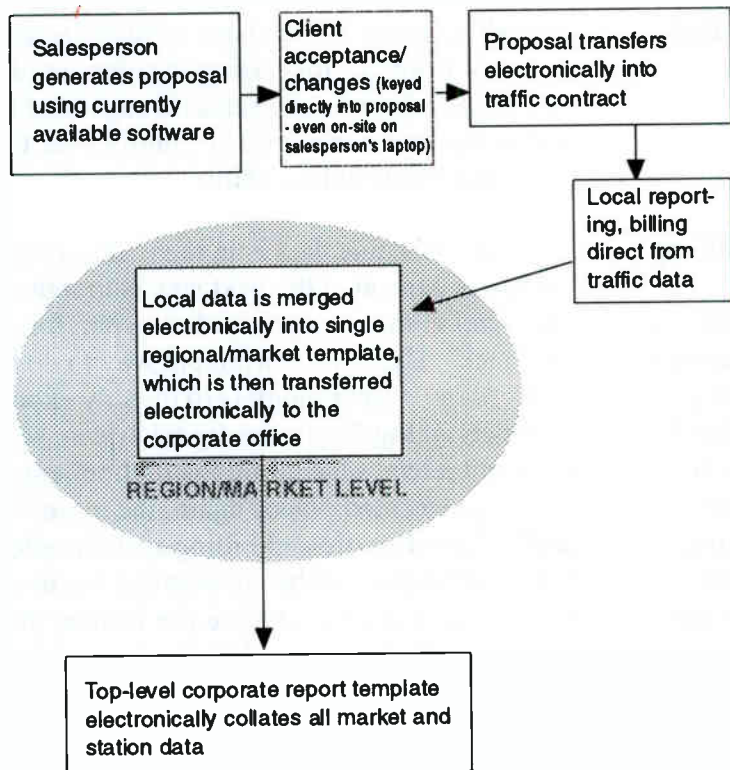 Salesperson
generates proposal
using currently
available software
Client
acceptance/
changes (keyed
directly into proposal
- even on-site on
salesperson's laptop)
Proposal transfers
electronically into
traffic contract
Local report-
ing, billing
direct from
traffic data
Local data is merged
electronically into single
regional/market template,
which is then transferred
electronically to the
corporate office
REGION/MARKET LEVEL
Top-level corporate report template
electronically collates all market and
station data